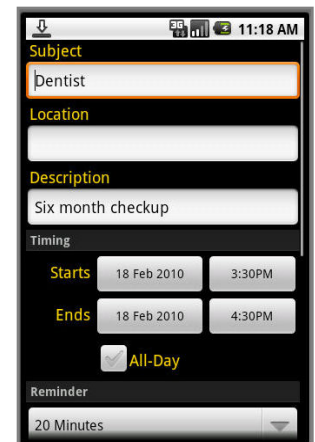 3G 11:18 AM
Subject
Dentist
Location
Description
Six month checkup
Timing
Starts 18 Feb 2010 3:30PM
Ends 18 Feb 2010 4:30PM
All-Day
Reminder
20 Minutes